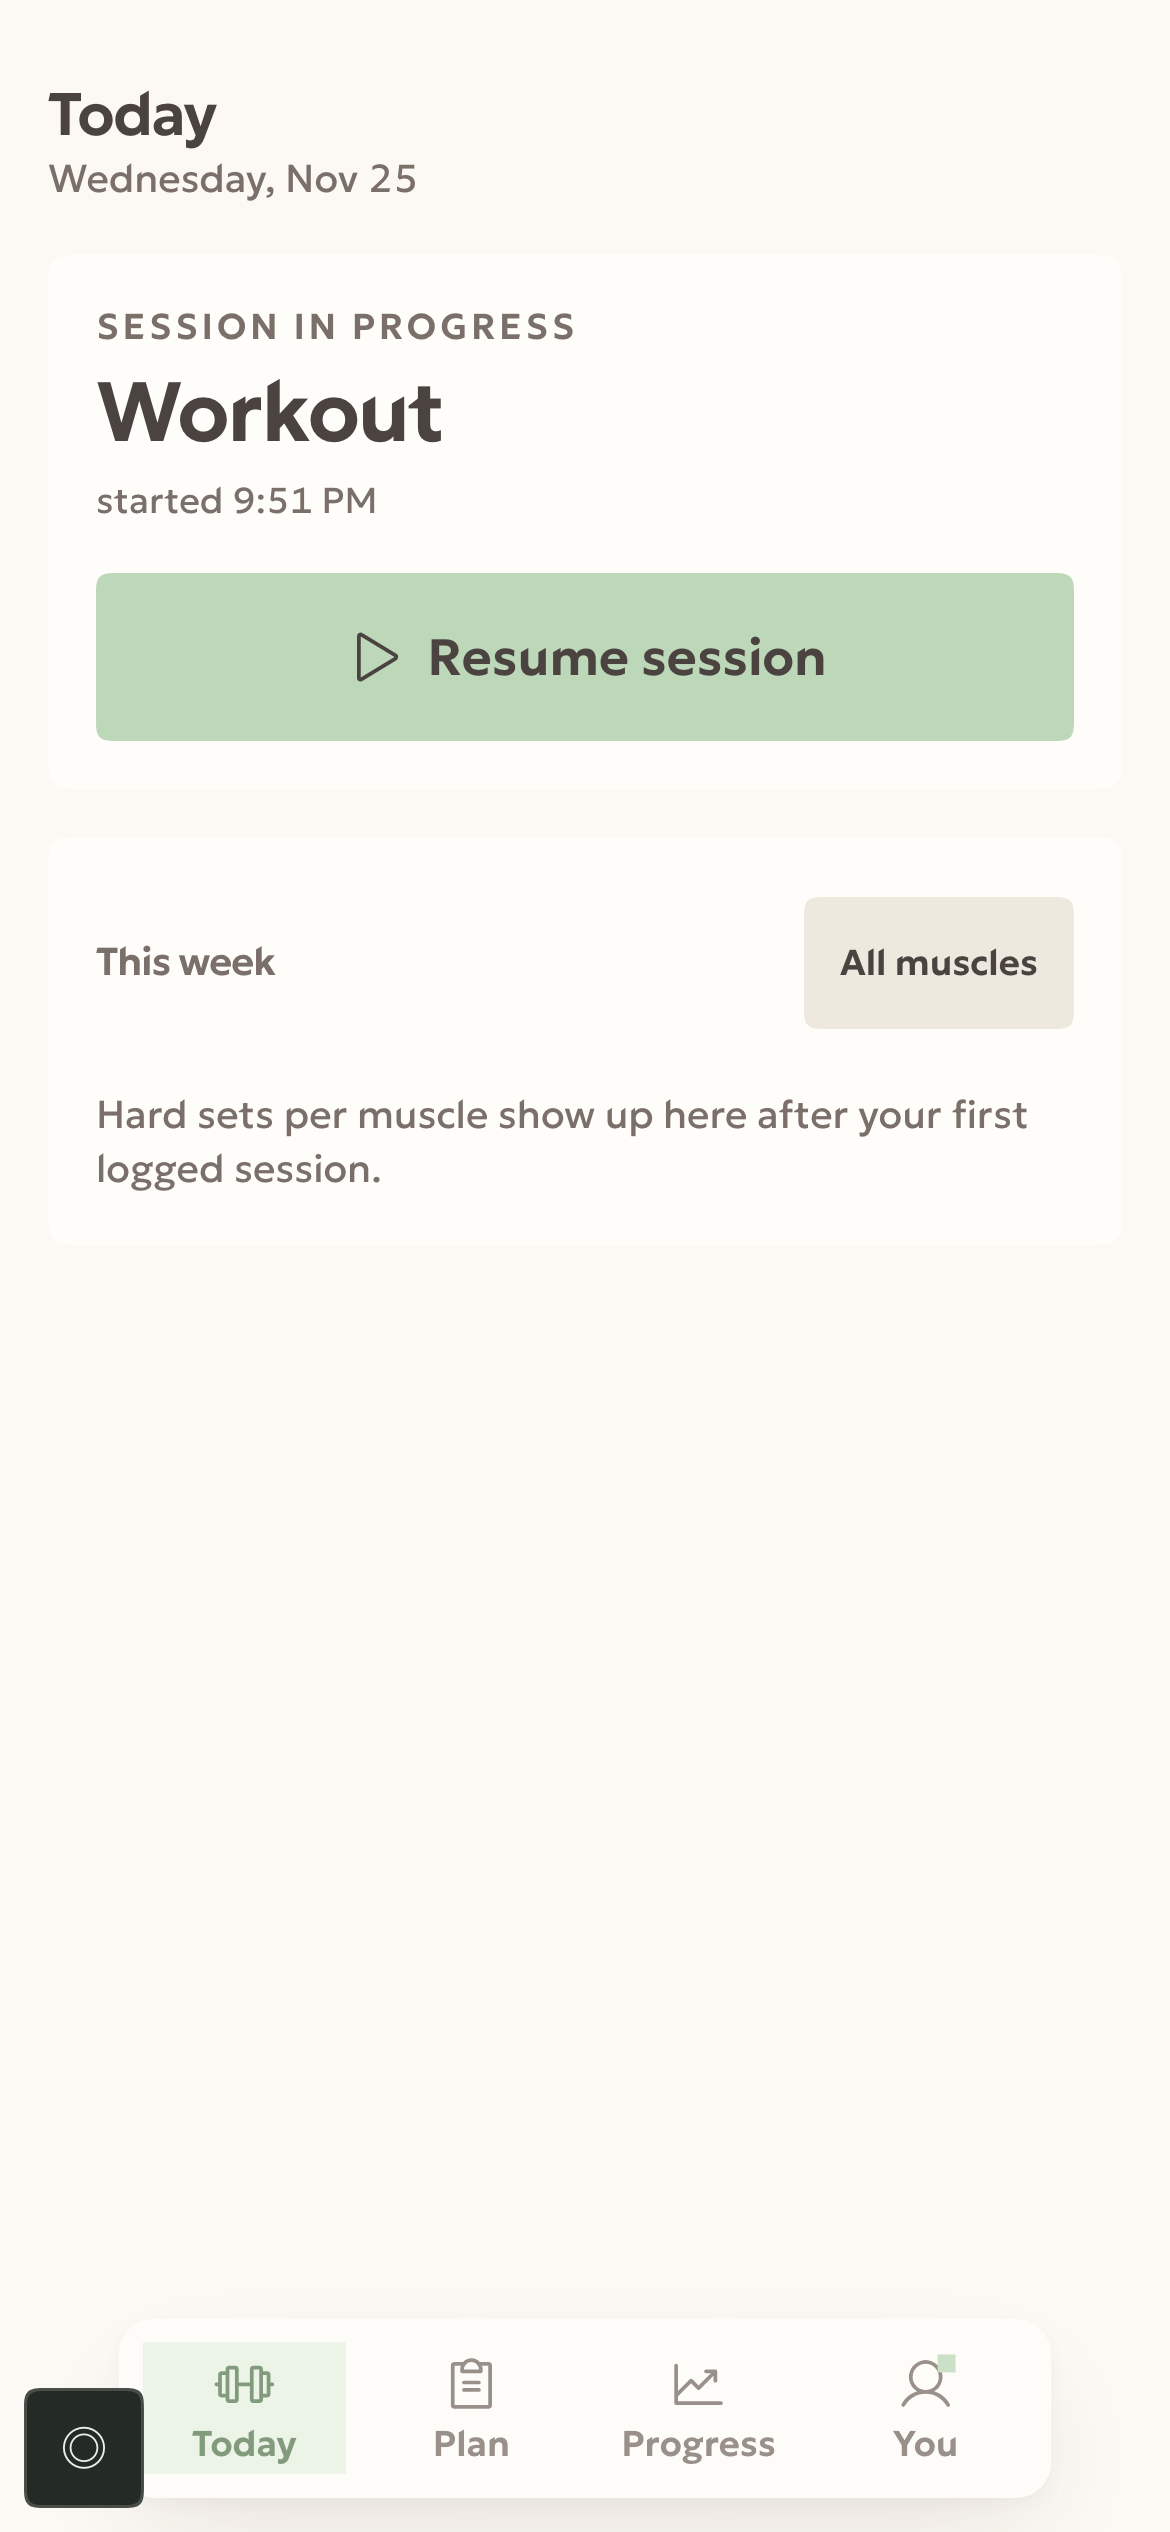 Today
Wednesday, Nov 25
SESSION IN PROGRESS
Workout
started 9:51 PM
Resume session
This week
All muscles
Hard sets per muscle show up here after your first
logged session.
Today
Plan
Progress
You